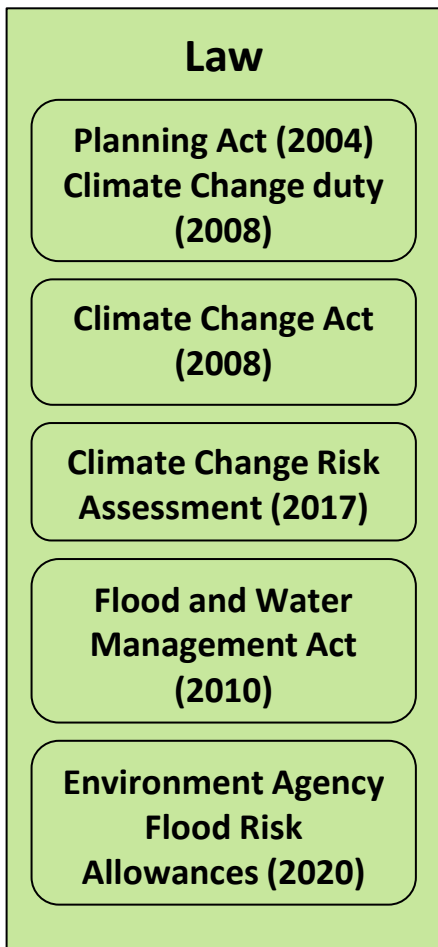 Law
Planning Act (2004)
Climate Change duty
(2008)
Climate Change Act
(2008)
Climate Change Risk
Assessment (2017)
Flood and Water
Management Act
(2010)
Environment Agency
Flood Risk
Allowances (2020)